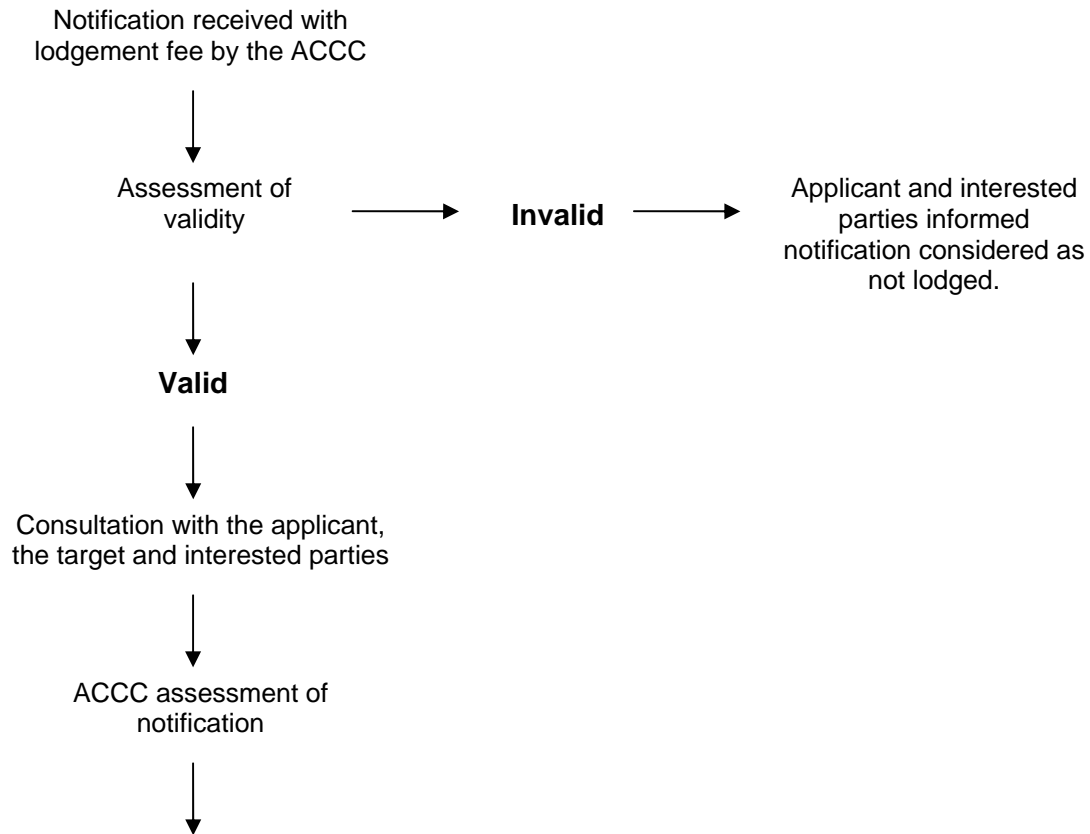 Notification received with
lodgement fee by the ACCC
Assessment of
validity
Invalid
Applicant and interested
parties informed
notification considered as
not lodged.
Valid
Consultation with the applicant,
the target and interested parties
ACCC assessment of
notification